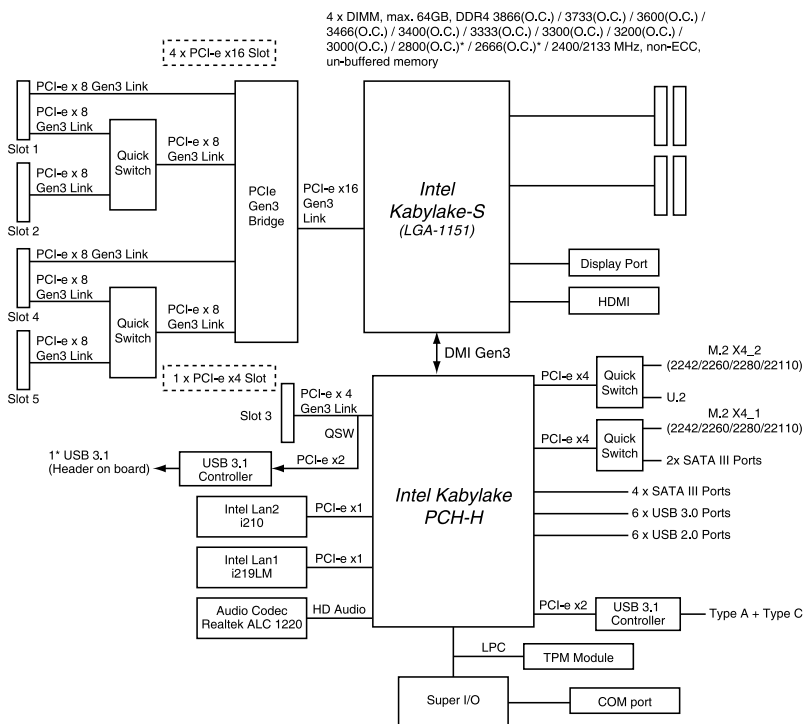 4 x DIMM, max. 64GB, DDR4 3866(O.C.) / 3733(O.C.) / 3600(O.C.) /
3466(O.C.) / 3400(O.C.) / 3333(O.C.) / 3300(O.C.) / 3200(O.C.) /
3000(O.C.) / 2800(O.C.)* / 2666(O.C.)* / 2400/2133 MHz, non-ECC,
un-buffered memory
4 x PCI-e x16 Slot
PCI-e x 8 Gen3 Link
PCI-e x 8
Gen3 Link
Slot 1
Quick
Switch
PCI-e x 8
Gen3 Link
PCI-e x 8
Gen3 Link
Slot 2
PCIe
Gen3
Bridge
PCI-e x16
Gen3
Link
Intel
Kabylake-S
(LGA-1151)
PCI-e x 8 Gen3 Link
PCI-e x 8
Gen3 Link
Slot 4
Quick
Switch
PCI-e x 8
Gen3 Link
PCI-e x 8
Gen3 Link
Slot 5
Display Port
HDMI
DMI Gen3
1 x PCI-e x4 Slot
PCI-e x 4
Gen3 Link
Slot 3
QSW
1* USB 3.1
(Header on board)
USB 3.1
Controller
PCI-e x2
Intel Lan2
i210
PCI-e x1
Intel Lan1
i219LM
PCI-e x1
Audio Codec
Realtek ALC 1220
HD Audio
Intel Kabylake
PCH-H
PCI-e x4
Quick
Switch
M.2 X4_2
(2242/2260/2280/22110)
U.2
PCI-e x4
Quick
Switch
M.2 X4_1
(2242/2260/2280/22110)
2x SATA III Ports
4 x SATA III Ports
6 x USB 3.0 Ports
6 x USB 2.0 Ports
PCI-e x2
USB 3.1
Controller
Type A + Type C
LPC
TPM Module
Super I/O
COM port